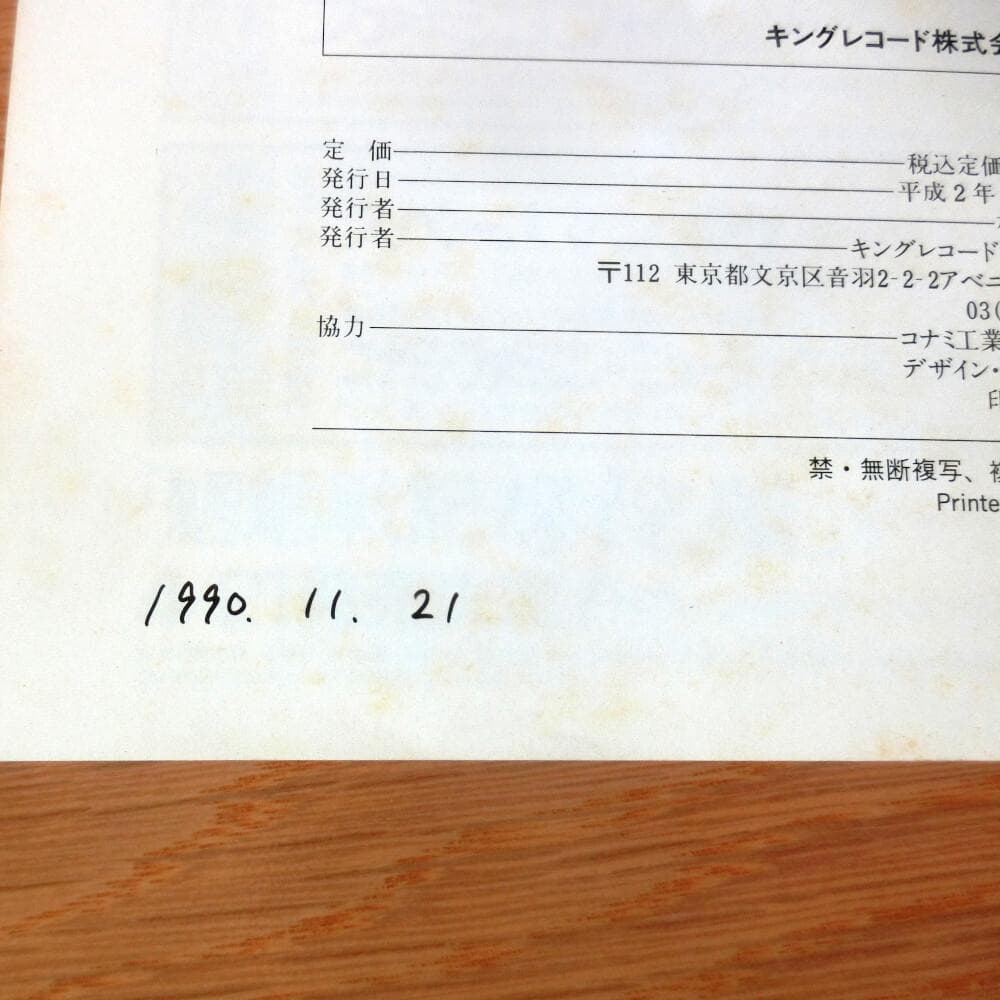 キングレコード株式
定　価――税込定価
発行日――平成2年
発行者――
発行者――キングレコード
〒112 東京都文京区音羽2-2-2アベニ
03(
協力――コナミ工業
デザイン・
禁・無断複写、
Printe
1990. 11. 21